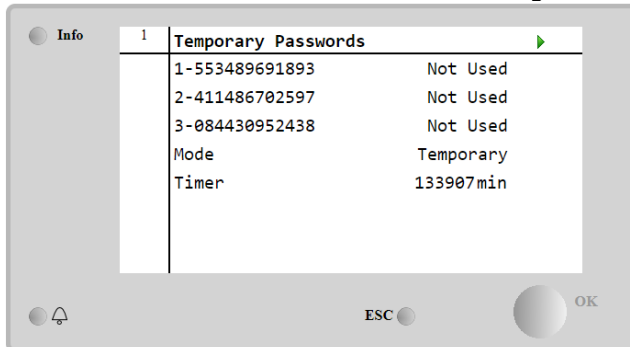 Info
1 Temporary Passwords
1-553489691893 Not Used
2-411486702597 Not Used
3-084430952438 Not Used
Mode Temporary
Timer 133907min
ESC
OK